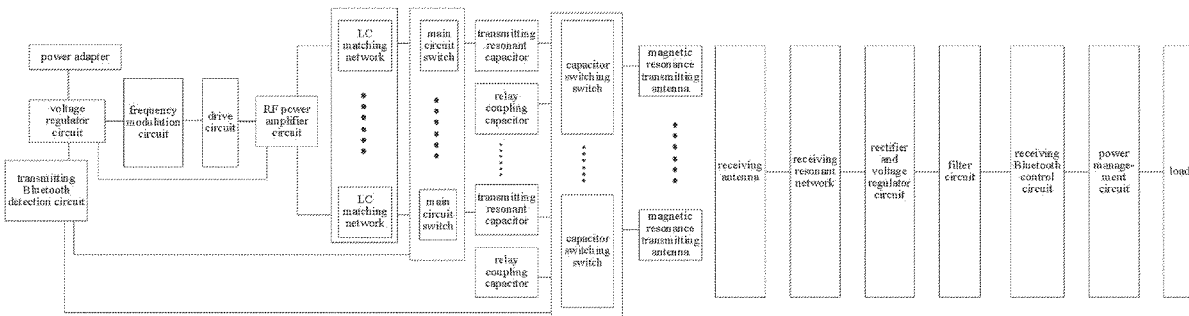 power adapter
voltage
regulator
circuit
transmitting
Bluetooth
detection circuit
frequency
modulation
circuit
drive
circuit
RF power
amplifier
circuit
LC
matching
network
LC
matching
network
main
circuit
switch
main
circuit
switch
transmitting
resonant
capacitor
relay
coupling
capacitor
transmitting
resonant
capacitor
relay
coupling
capacitor
capacitor
switching
switch
capacitor
switching
switch
magnetic
resonance
transmitting
antenna
magnetic
resonance
transmitting
antenna
receiving
antenna
receiving
resonant
network
rectifier
and
voltage
regulator
circuit
filter
circuit
receiving
Bluetooth
control
circuit
power
manage-
ment
circuit
load